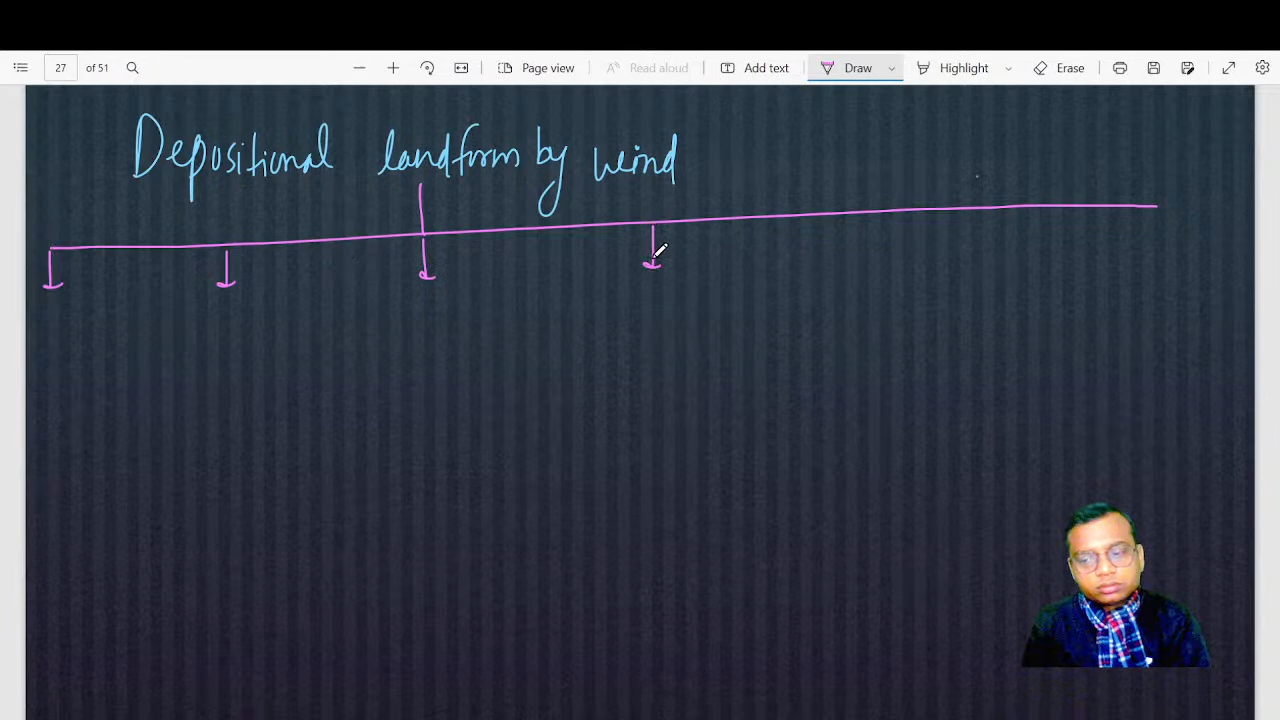 27 of 51 Page view Read aloud Add text Draw Highlight Erase
Depositional landform by wind